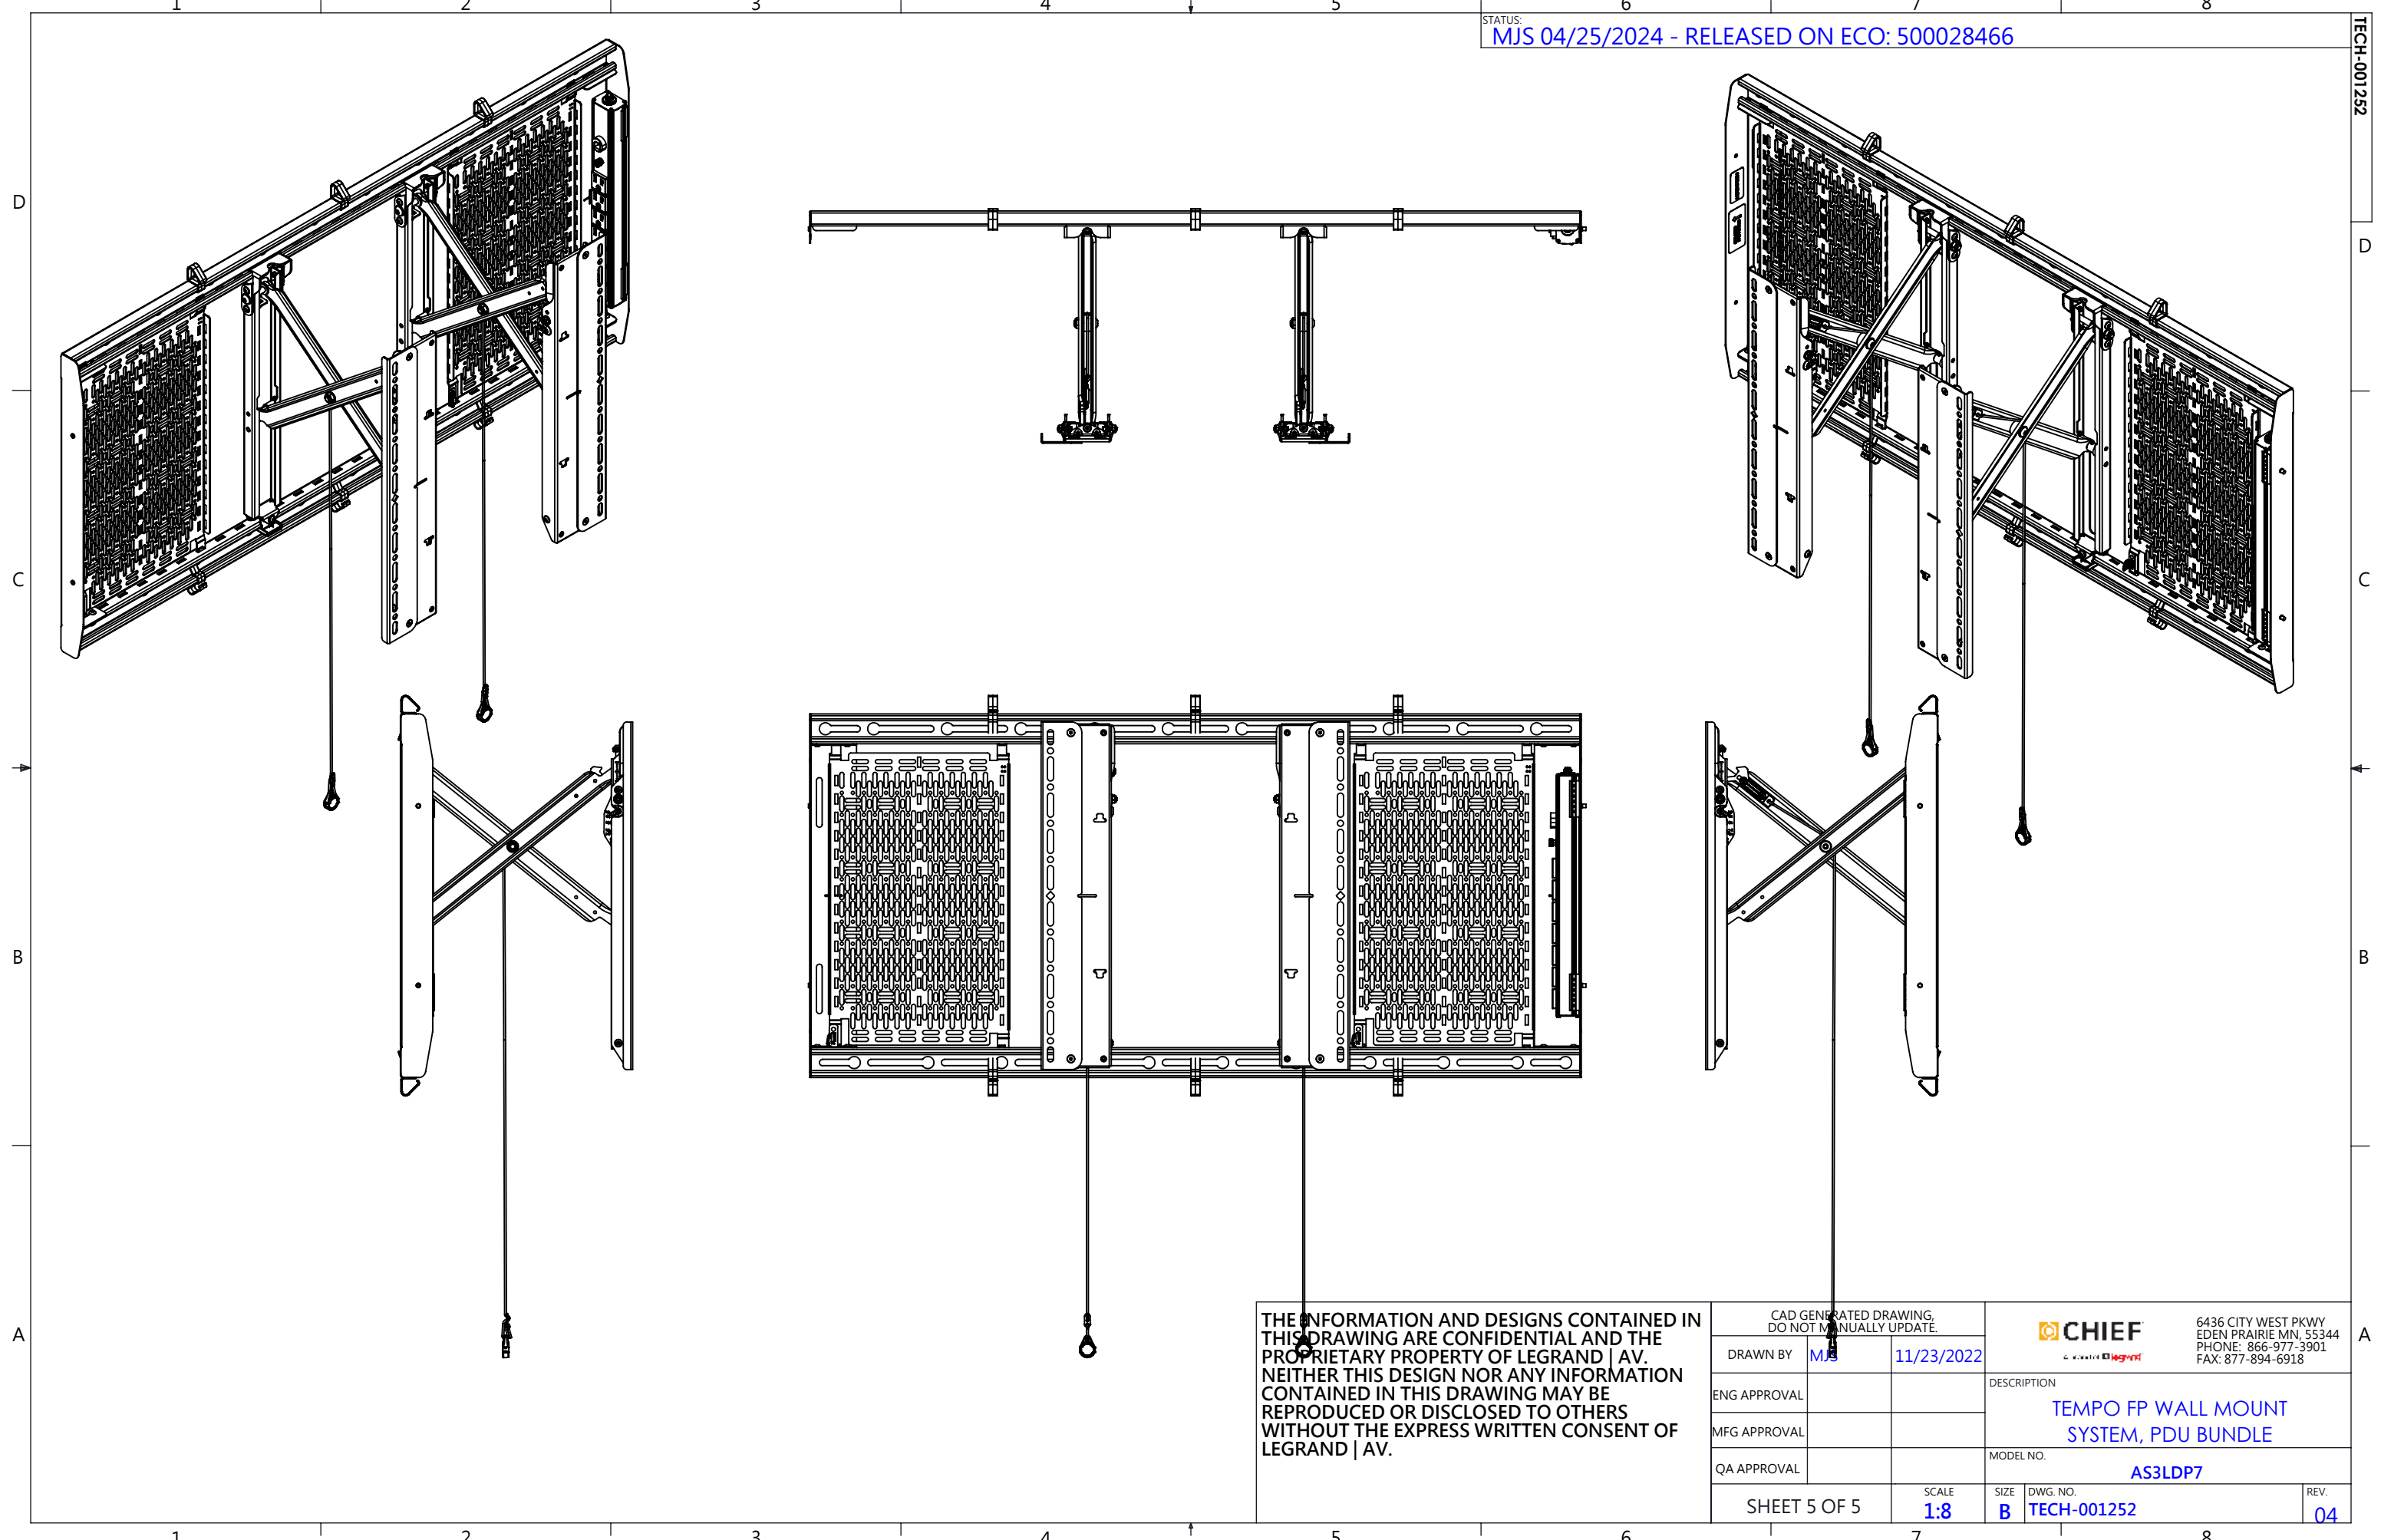 1 2 3 4 5 6 7 8
STATUS:
MJS 04/25/2024 - RELEASED ON ECO: 500028466
TECH-001252
D
D
C
C
B
B
A
A
THE INFORMATION AND DESIGNS CONTAINED IN
THIS DRAWING ARE CONFIDENTIAL AND THE
PROPRIETARY PROPERTY OF LEGRAND | AV.
NEITHER THIS DESIGN NOR ANY INFORMATION
CONTAINED IN THIS DRAWING MAY BE
REPRODUCED OR DISCLOSED TO OTHERS
WITHOUT THE EXPRESS WRITTEN CONSENT OF
LEGRAND | AV.
CAD GENERATED DRAWING,
DO NOT MANUALLY UPDATE.
DRAWN BY MJS 11/23/2022
ENG APPROVAL
MFG APPROVAL
QA APPROVAL
SHEET 5 OF 5
SCALE
1:8
CHIEF
legrand
6436 CITY WEST PKWY
EDEN PRAIRIE MN, 55344
PHONE: 866-977-3901
FAX: 877-894-6918
DESCRIPTION
TEMPO FP WALL MOUNT
SYSTEM, PDU BUNDLE
MODEL NO.
AS3LDP7
SIZE
B
DWG. NO.
TECH-001252
REV.
04
1 2 3 4 5 6 7 8